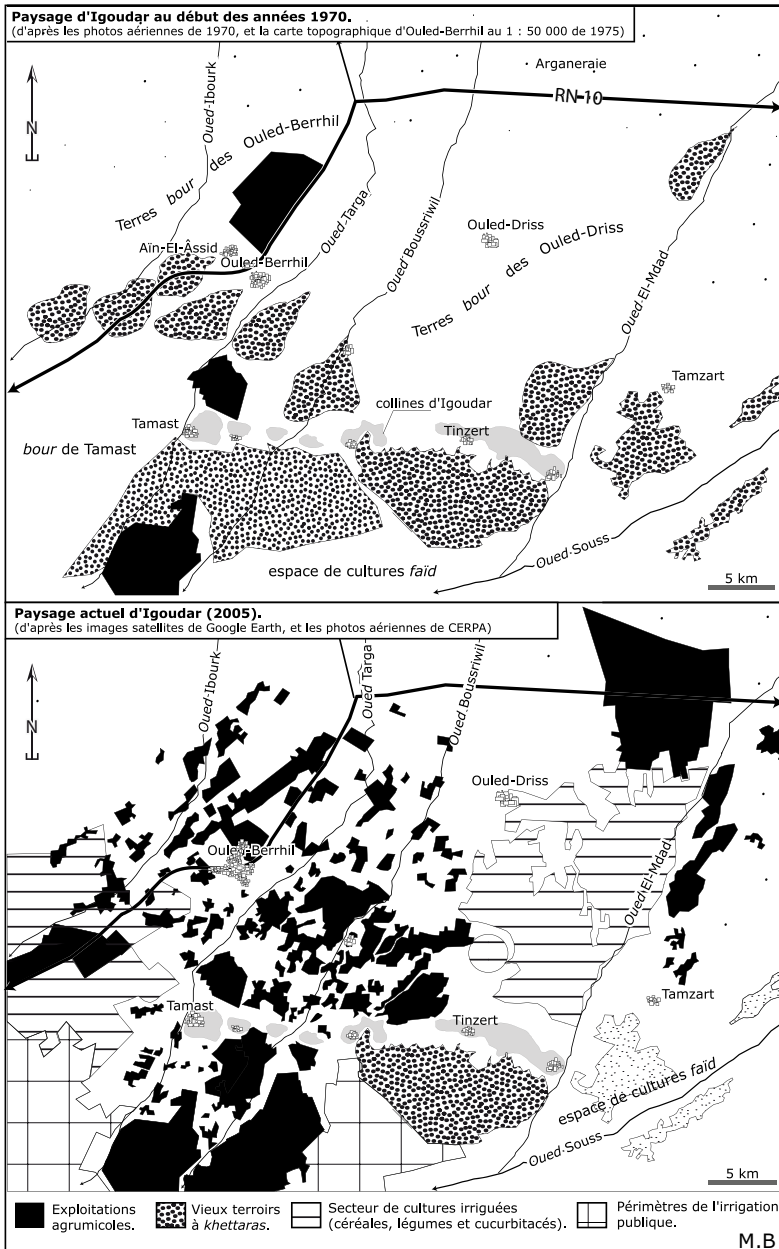 Paysage d'Igoudar au début des années 1970.
(d'après les photos aériennes de 1970, et la carte topographique d'Ouled-Berrhil au 1 : 50 000 de 1975)
Arganeraie
RN-10
N
Oued Ibourk
Terres bour des Ouled-Berrhil
Oued Targa
Oued Boussriwil
Ouled-Driss
Terres bour des Ouled-Driss
Aïn-El-Âssid
Ouled-Berrhil
Oued El-Mdad
Tamzart
collines d'Igoudar
Tamast
Tinzert
bour de Tamast
Oued Souss
espace de cultures faïd
5 km
Paysage actuel d'Igoudar (2005).
(d'après les images satellites de Google Earth, et les photos aériennes de CERPA)
N
Oued Ibourk
Oued Targa
Oued Boussriwil
Ouled-Driss
Ouled-Berrhil
Oued El-Mdad
Tamzart
Tamast
Tinzert
espace de cultures faïd
Oued Souss
5 km
Exploitations
agrumicoles.
Vieux terroirs
à khettaras.
Secteur de cultures irriguées
(céréales, légumes et cucurbitacés).
Périmètres de l'irrigation
publique.
M.B